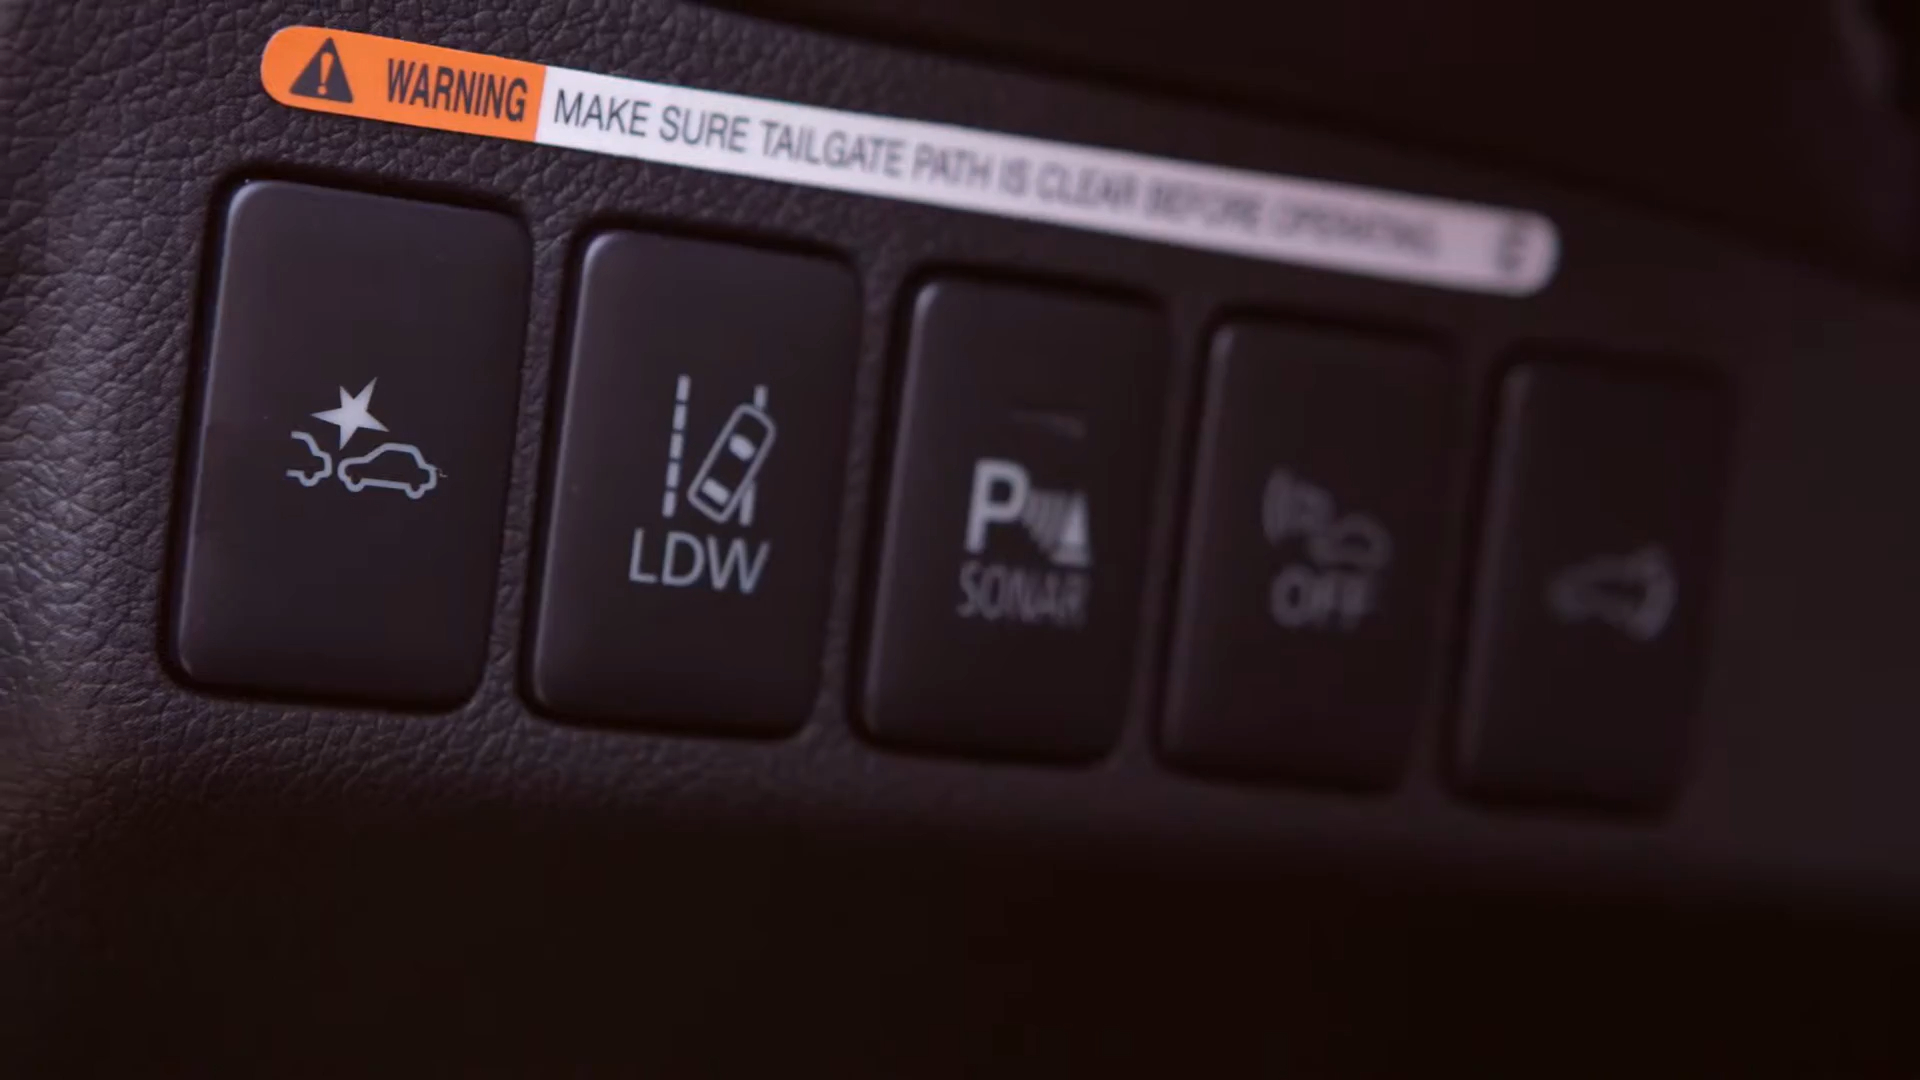 WARNING MAKE SURE TAILGATE PATH IS CLEAR BEFORE OPERATING
LDW
P
SONAR
OFF